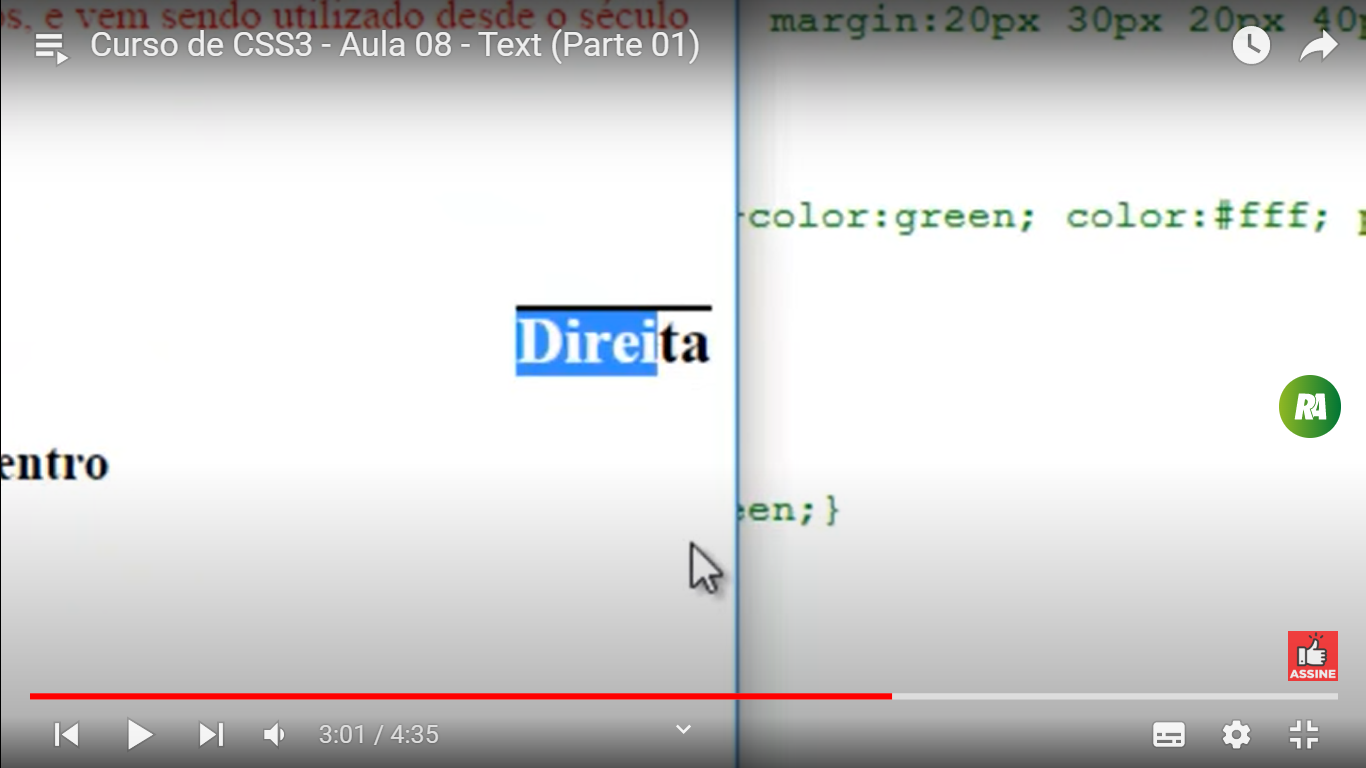 os, e vem sendo utilizado desde o século
margin:20px 30px 20px 40p
Curso de CSS3 - Aula 08 - Text (Parte 01)
-color:green; color:#fff; p
Direita
entro
een;}
RA
ASSINE
3:01 / 4:35